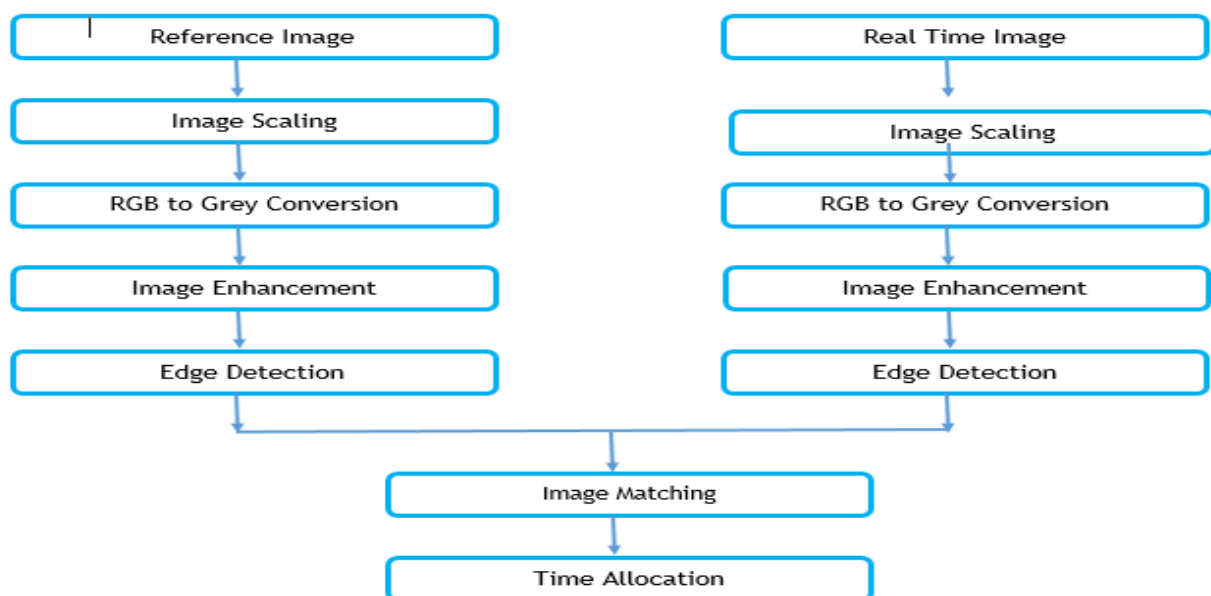 Reference Image
Image Scaling
RGB to Grey Conversion
Image Enhancement
Edge Detection
Real Time Image
Image Scaling
RGB to Grey Conversion
Image Enhancement
Edge Detection
Image Matching
Time Allocation